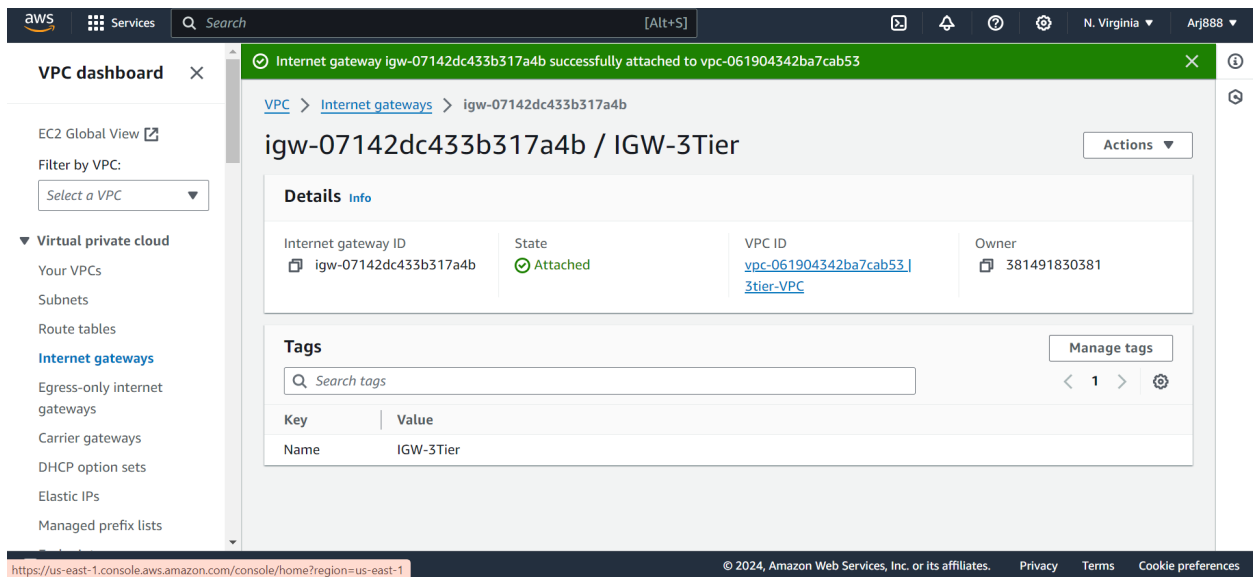 aws
Services
Search
[Alt+S]
N. Virginia ▼
Arj888 ▼
VPC dashboard
EC2 Global View
Filter by VPC:
Select a VPC
Virtual private cloud
Your VPCs
Subnets
Route tables
Internet gateways
Egress-only internet
gateways
Carrier gateways
DHCP option sets
Elastic IPs
Managed prefix lists
Internet gateway igw-07142dc433b317a4b successfully attached to vpc-061904342ba7cab53
VPC > Internet gateways > igw-07142dc433b317a4b
igw-07142dc433b317a4b / IGW-3Tier
Actions ▼
Details Info
Internet gateway ID
igw-07142dc433b317a4b
State
Attached
VPC ID
vpc-061904342ba7cab53 |
3tier-VPC
Owner
381491830381
Tags
Manage tags
Search tags
< 1 >
Key Value
Name IGW-3Tier
https://us-east-1.console.aws.amazon.com/console/home?region=us-east-1
© 2024, Amazon Web Services, Inc. or its affiliates. Privacy Terms Cookie preferences